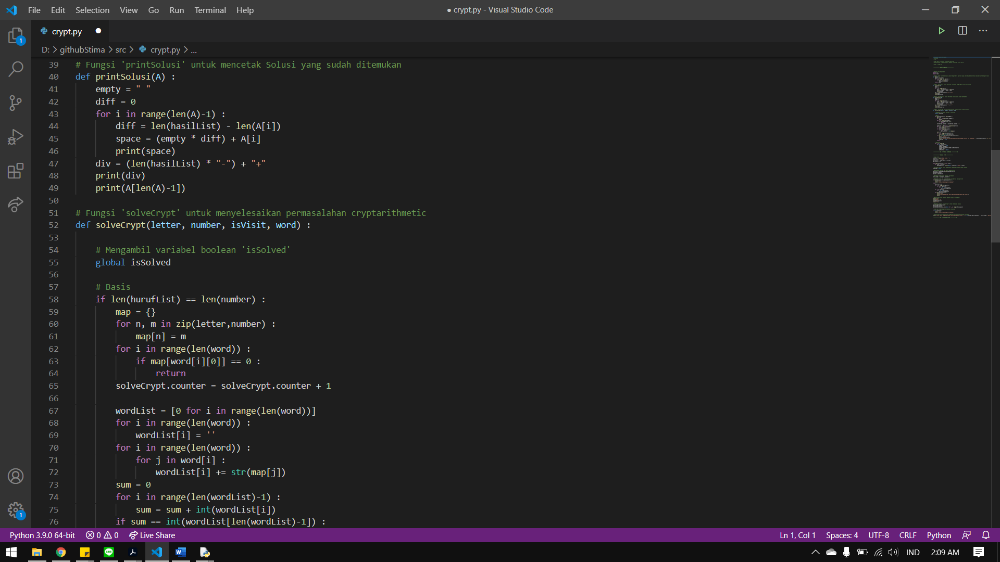 File Edit Selection View Go Run Terminal Help
● crypt.py - Visual Studio Code
1
crypt.py
D: > githubStima > src > crypt.py > ...
39 # Fungsi 'printSolusi' untuk mencetak Solusi yang sudah ditemukan
40 def printSolusi(A) :
41     empty = " "
42     diff = 0
43     for i in range(len(A)-1) :
44         diff = len(hasilList) - len(A[i])
45         space = (empty * diff) + A[i]
46         print(space)
47     div = (len(hasilList) * "-") + "+"
48     print(div)
49     print(A[len(A)-1])
50
51 # Fungsi 'solveCrypt' untuk menyelesaikan permasalahan cryptarithmetic
52 def solveCrypt(letter, number, isVisit, word) :
53
54     # Mengambil variabel boolean 'isSolved'
55     global isSolved
56
57     # Basis
58     if len(hurufList) == len(number) :
59         map = {}
60         for n, m in zip(letter,number) :
61             map[n] = m
62         for i in range(len(word)) :
63             if map[word[i][0]] == 0 :
64                 return
65         solveCrypt.counter = solveCrypt.counter + 1
66
67         wordList = [0 for i in range(len(word))]
68         for i in range(len(word)) :
69             wordList[i] = ''
70         for i in range(len(word)) :
71             for j in word[i] :
72                 wordList[i] += str(map[j])
73         sum = 0
74         for i in range(len(wordList)-1) :
75             sum = sum + int(wordList[i])
76         if sum == int(wordList[len(wordList)-1]) :
1
Python 3.9.0 64-bit 0 0 Live Share Ln 1, Col 1 Spaces: 4 UTF-8 CRLF Python
IND 2:09 AM